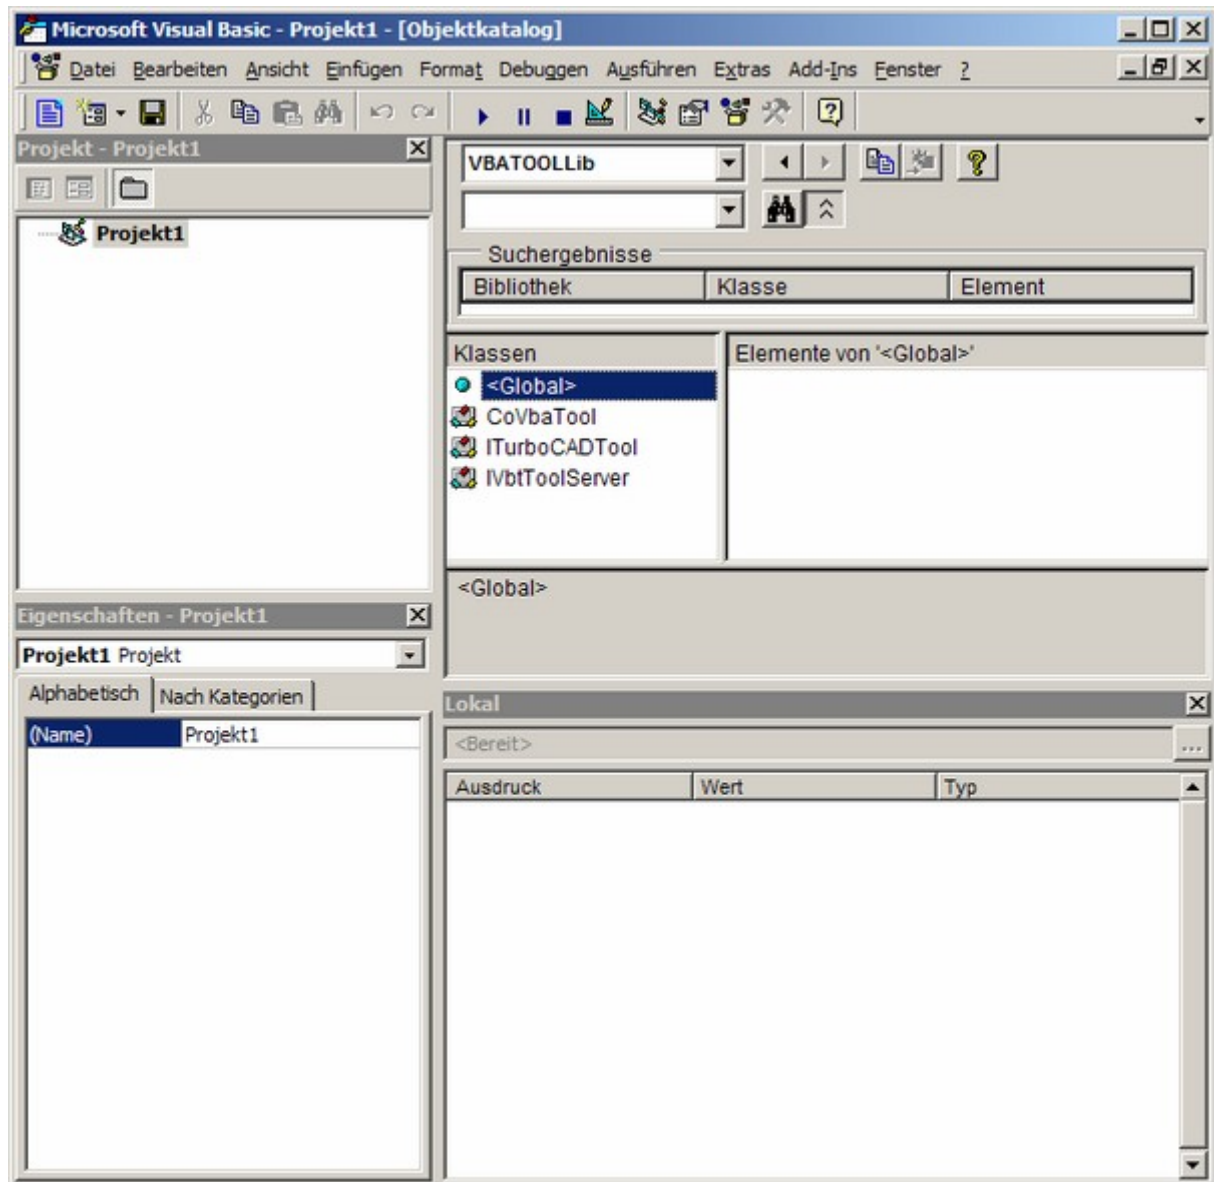 Microsoft Visual Basic - Projekt1 - [Objektkatalog]
Datei Bearbeiten Ansicht Einfügen Format Debuggen Ausführen Extras Add-Ins Fenster ?
Projekt - Projekt1
Projekt1
VBATOOLLib
Suchergebnisse
Bibliothek Klasse Element
Klassen
<Global>
CoVbaTool
ITurboCADTool
IVbtToolServer
Elemente von '<Global>'
<Global>
Eigenschaften - Projekt1
Projekt1 Projekt
Alphabetisch Nach Kategorien
(Name) Projekt1
Lokal
<Bereit>
...
Ausdruck Wert Typ